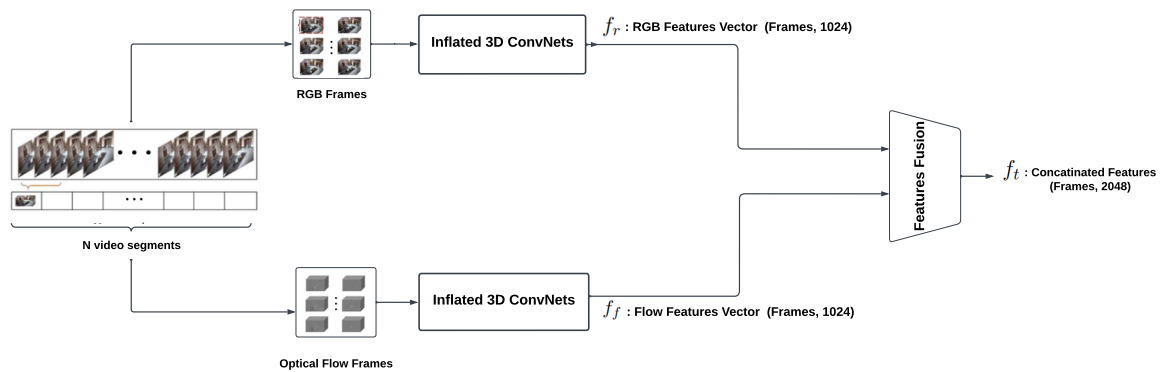 Inflated 3D ConvNets
f_r : RGB Features Vector (Frames, 1024)
RGB Frames
Features Fusion
f_t : Concatinated Features
(Frames, 2048)
N video segments
Inflated 3D ConvNets
f_f : Flow Features Vector (Frames, 1024)
Optical Flow Frames